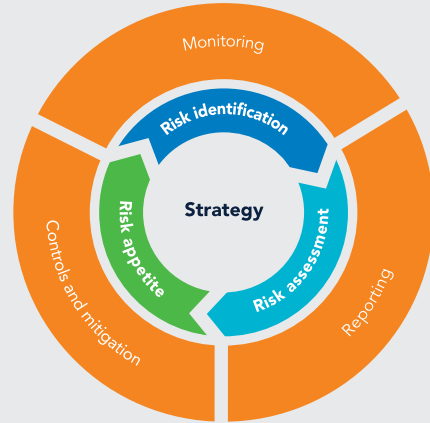 Monitoring
Risk identification
Strategy
Risk appetite
Risk assessment
Controls and mitigation
Reporting